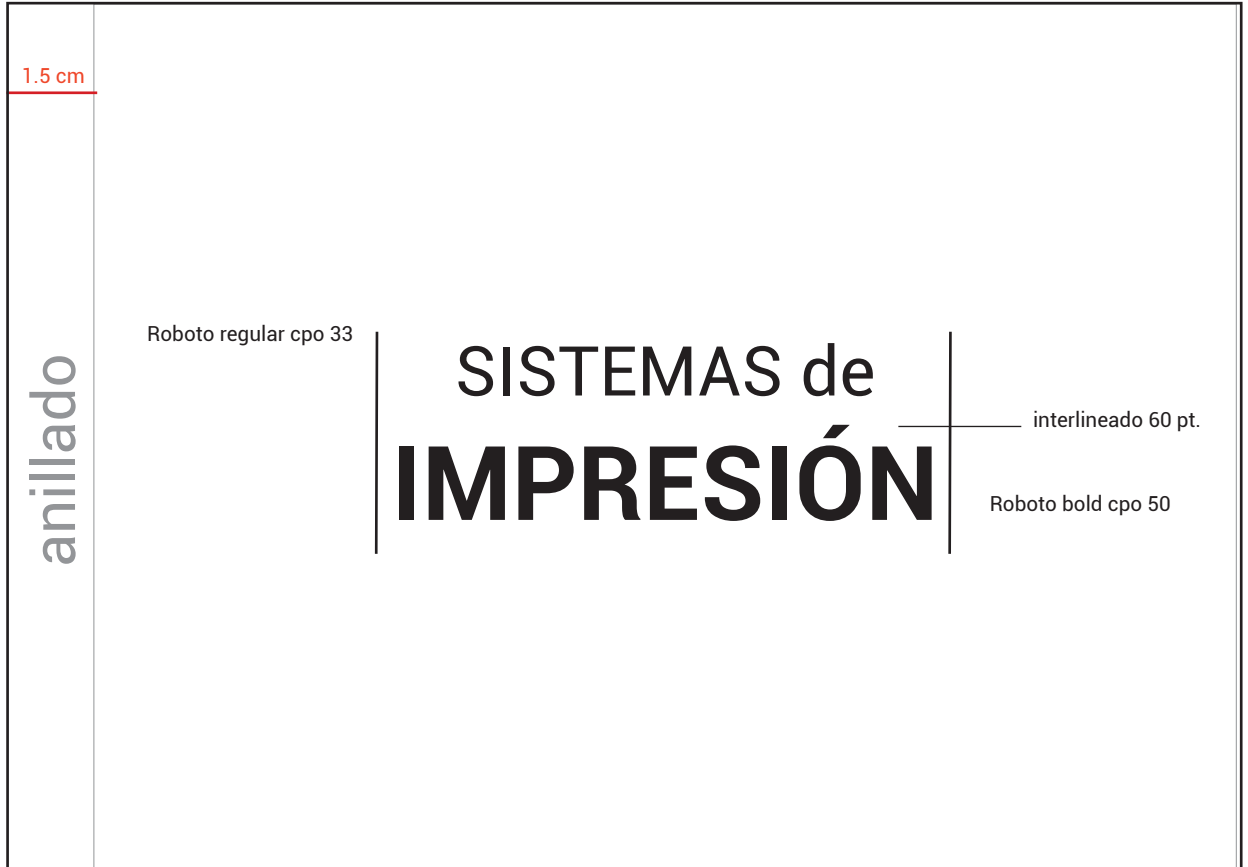 1.5 cm
Roboto regular cpo 33
SISTEMAS de
interlineado 60 pt.
IMPRESIÓN
Roboto bold cpo 50
anillado